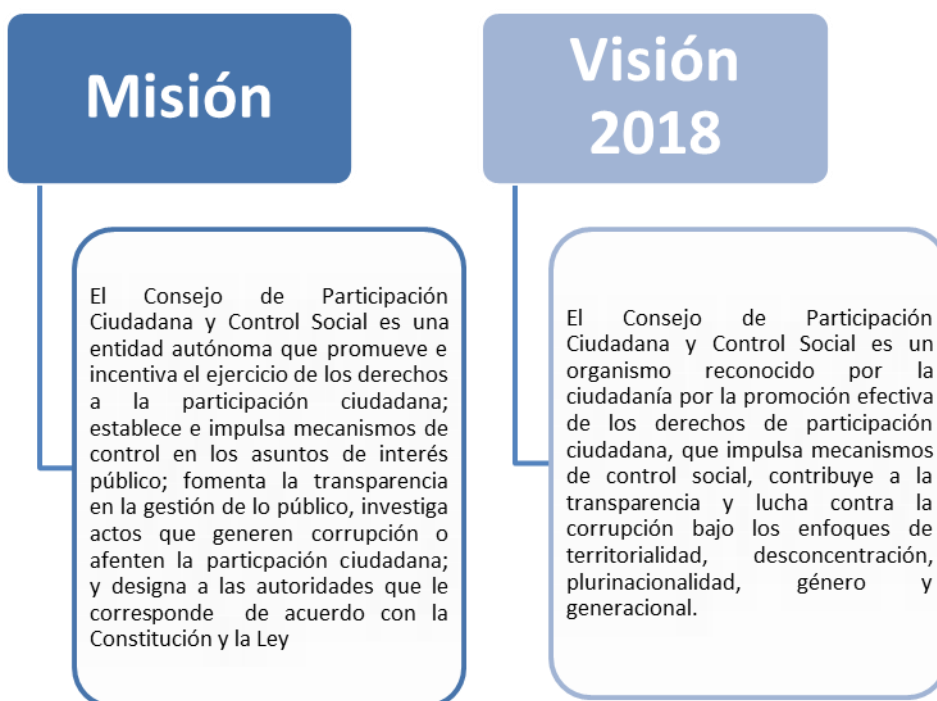 Misión
El Consejo de Participación
Ciudadana y Control Social es una
entidad autónoma que promueve e
incentiva el ejercicio de los derechos
a la participación ciudadana;
establece e impulsa mecanismos de
control en los asuntos de interés
público; fomenta la transparencia
en la gestión de lo público, investiga
actos que generen corrupción o
afenten la particpación ciudadana;
y designa a las autoridades que le
corresponde de acuerdo con la
Constitución y la Ley
Visión
2018
El Consejo de Participación
Ciudadana y Control Social es un
organismo reconocido por la
ciudadanía por la promoción efectiva
de los derechos de participación
ciudadana, que impulsa mecanismos
de control social, contribuye a la
transparencia y lucha contra la
corrupción bajo los enfoques de
territorialidad, desconcentración,
plurinacionalidad, género y
generacional.